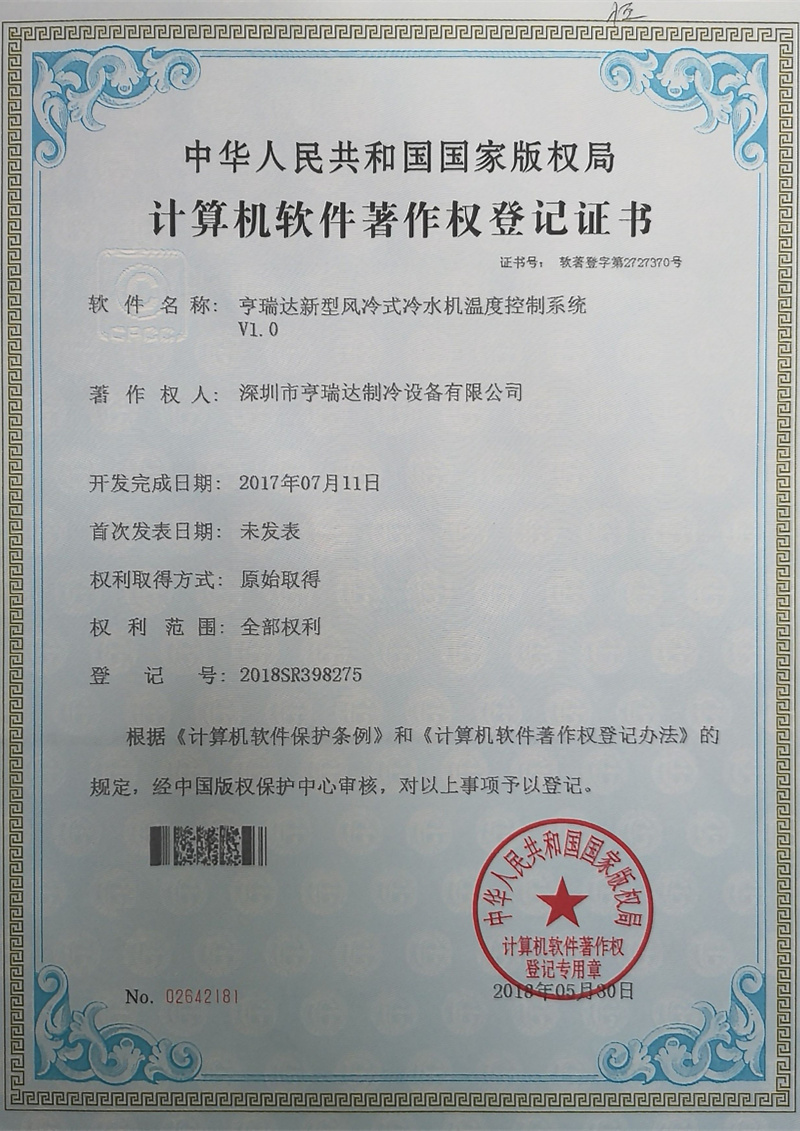 中华人民共和国国家版权局
计算机软件著作权登记证书
证书号： 软著登字第2727370号
软件名称： 亨瑞达新型风冷式冷水机温度控制系统
V1.0
著作权人： 深圳市亨瑞达制冷设备有限公司
开发完成日期： 2017年07月11日
首次发表日期： 未发表
权利取得方式： 原始取得
权利范围： 全部权利
登记号： 2018SR398275
根据《计算机软件保护条例》和《计算机软件著作权登记办法》的
规定，经中国版权保护中心审核，对以上事项予以登记。
中华人民共和国国家版权局
计算机软件著作权
登记专用章
No. 02642181
2018年05月30日
CPCC